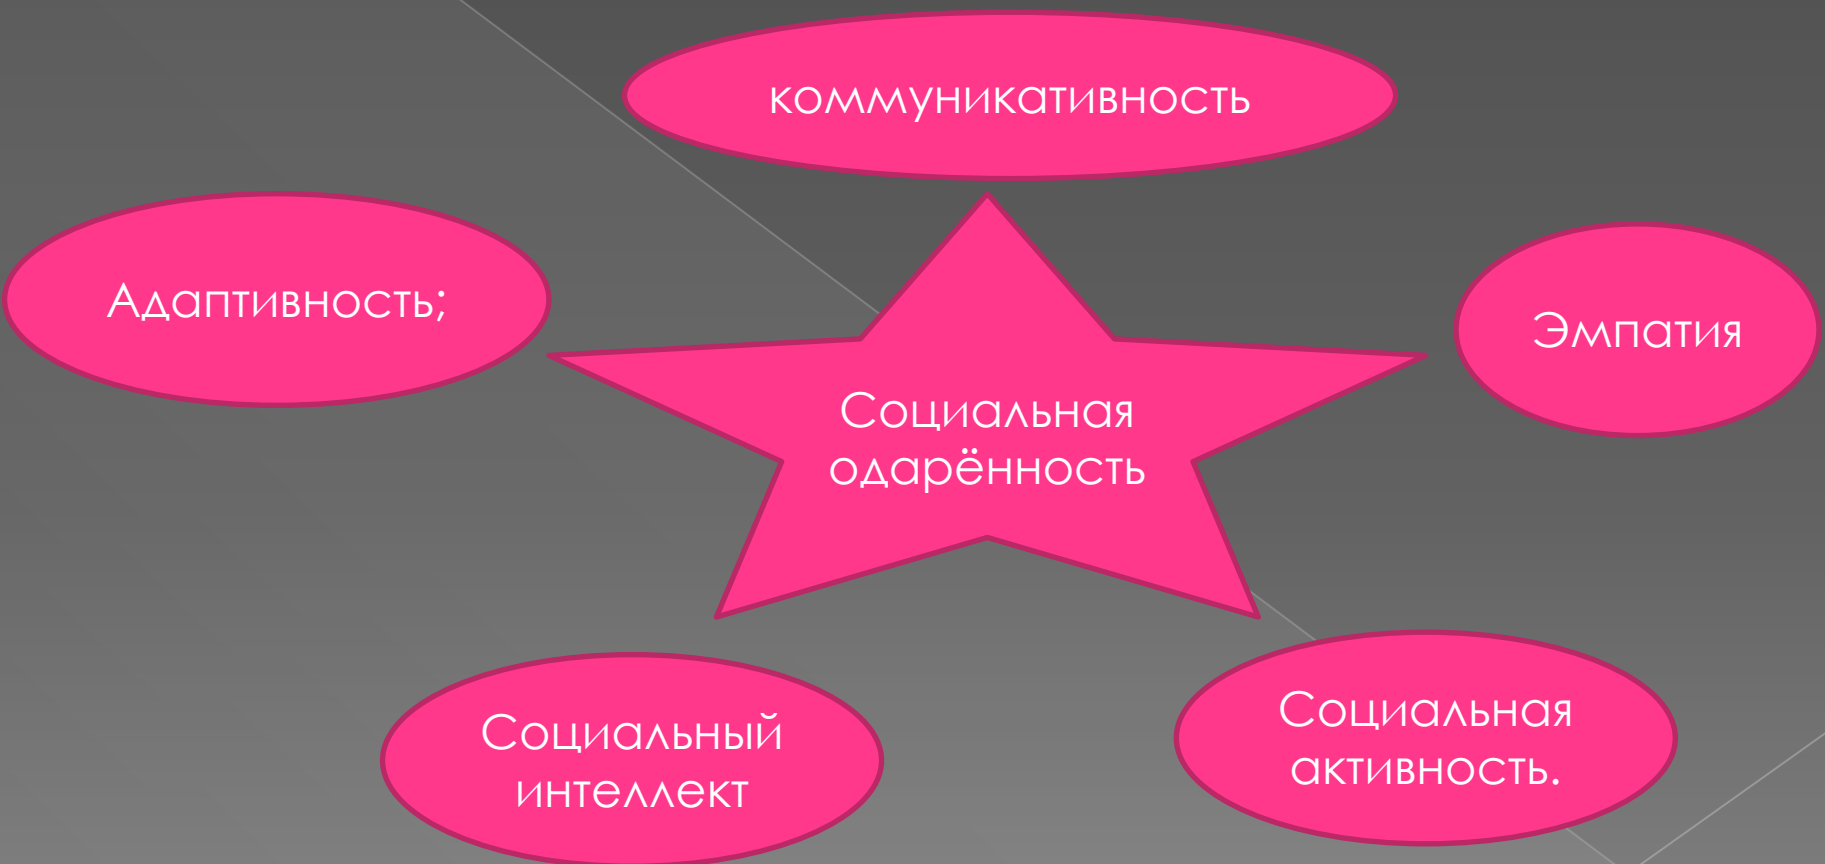 коммуникативность
Адаптивность;
Эмпатия
Социальная
одарённость
Социальный
интеллект
Социальная
активность.